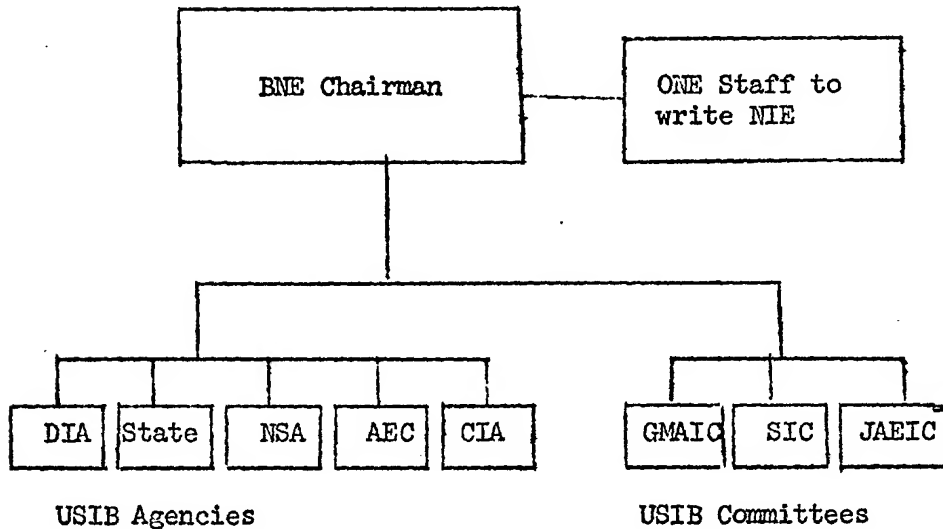 BNE Chairman
ONE Staff to
write NIE
DIA
State
NSA
AEC
CIA
GMAIC
SIC
JAEIC
USIB Agencies
USIB Committees